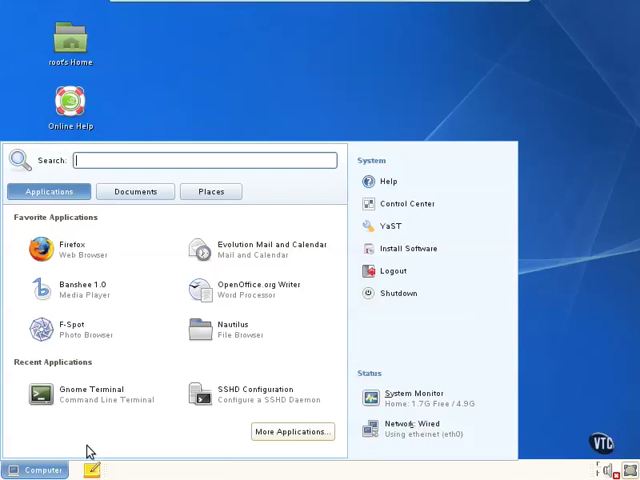 root's Home
Online Help
Search:
Applications
Documents
Places
Favorite Applications
Firefox
Web Browser
Evolution Mail and Calendar
Mail and Calendar
Banshee 1.0
Media Player
OpenOffice.org Writer
Word Processor
F-Spot
Photo Browser
Nautilus
File Browser
Recent Applications
Gnome Terminal
Command Line Terminal
SSHD Configuration
Configure a SSHD Daemon
More Applications...
System
Help
Control Center
YaST
Install Software
Logout
Shutdown
Status
System Monitor
Home: 1.7G Free / 4.9G
Network: Wired
Using ethernet (eth0)
VTC
Computer